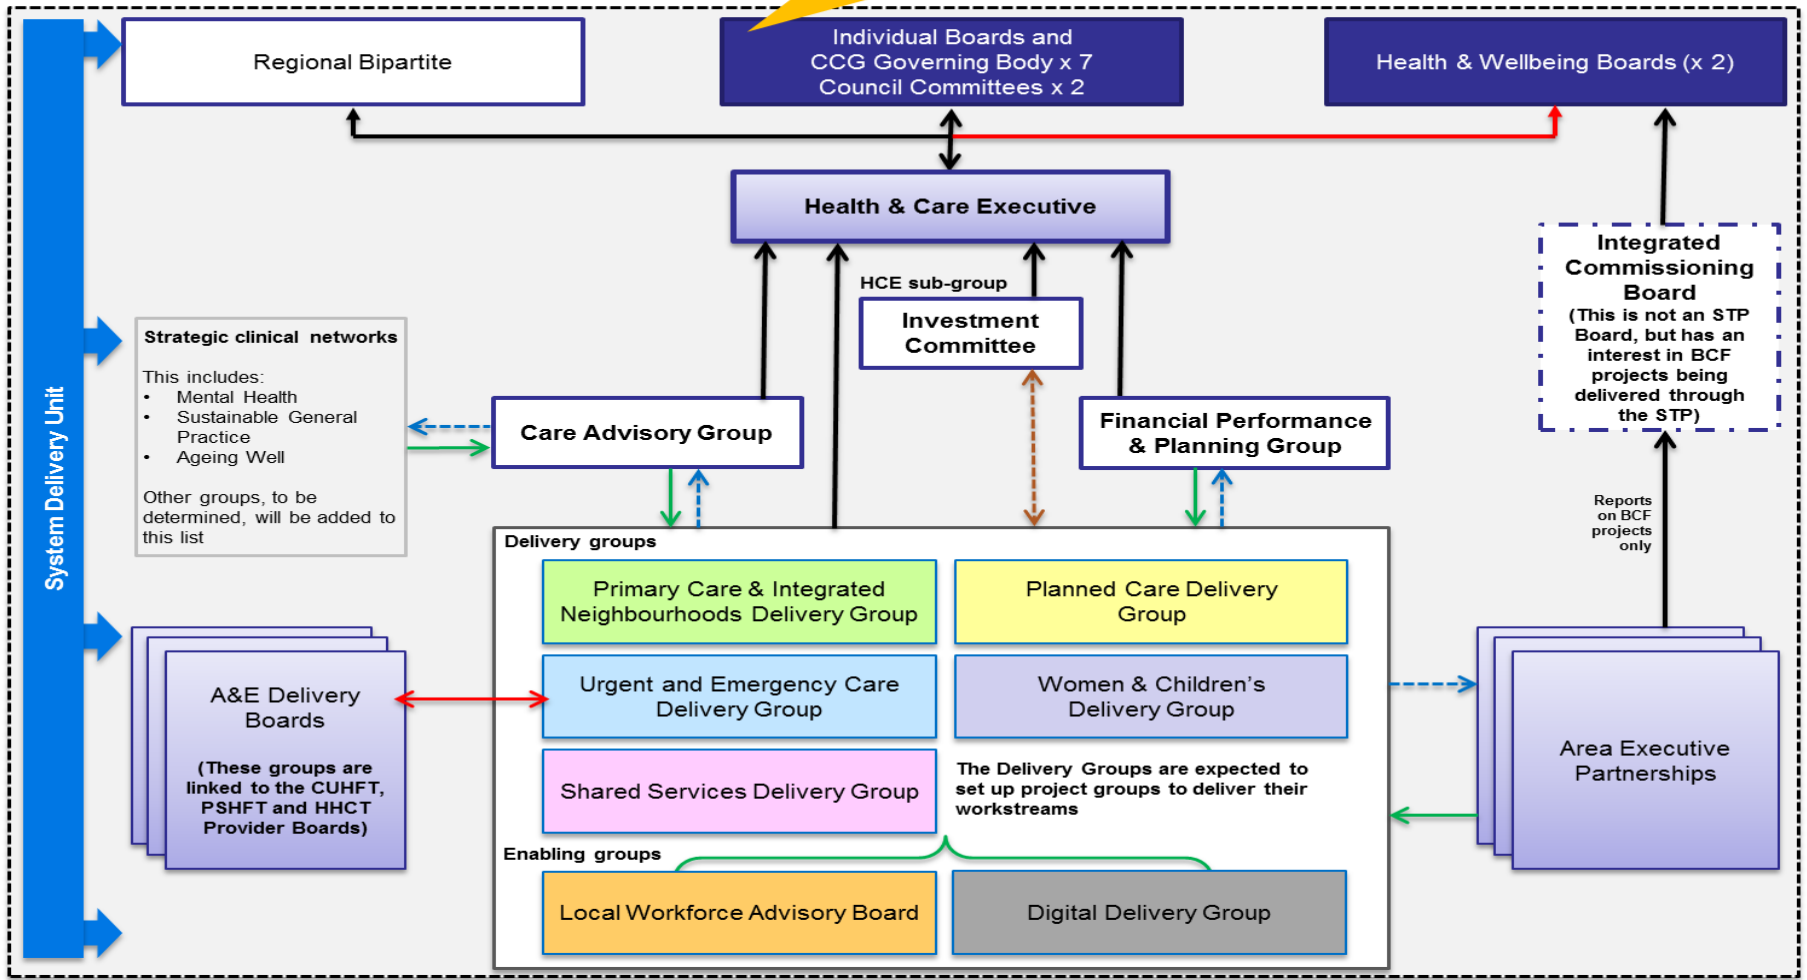 System Delivery Unit
Regional Bipartite
Individual Boards and
CCG Governing Body x 7
Council Committees x 2
Health & Wellbeing Boards (x 2)
Health & Care Executive
HCE sub-group
Investment
Committee
Integrated
Commissioning
Board
(This is not an STP
Board, but has an
interest in BCF
projects being
delivered through
the STP)
Strategic clinical networks
This includes:
• Mental Health
• Sustainable General
Practice
• Ageing Well
Other groups, to be
determined, will be added to
this list
Care Advisory Group
Financial Performance
& Planning Group
Reports
on BCF
projects
only
Delivery groups
Primary Care & Integrated
Neighbourhoods Delivery Group
Planned Care Delivery
Group
Urgent and Emergency Care
Delivery Group
Women & Children’s
Delivery Group
Shared Services Delivery Group
The Delivery Groups are expected to
set up project groups to deliver their
workstreams
Enabling groups
Local Workforce Advisory Board
Digital Delivery Group
A&E Delivery
Boards
(These groups are
linked to the CUHFT,
PSHFT and HHCT
Provider Boards)
Area Executive
Partnerships